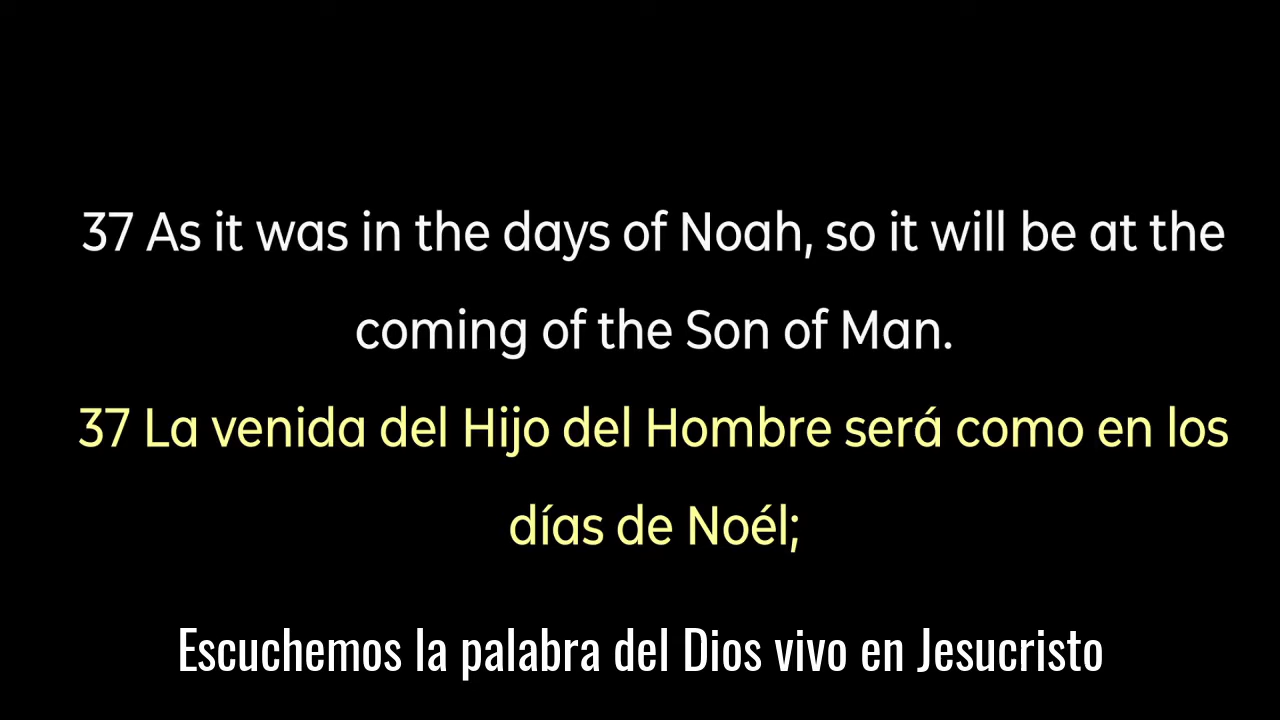 37 As it was in the days of Noah, so it will be at the
coming of the Son of Man.
37 La venida del Hijo del Hombre será como en los
días de Noél;
Escuchemos la palabra del Dios vivo en Jesucristo